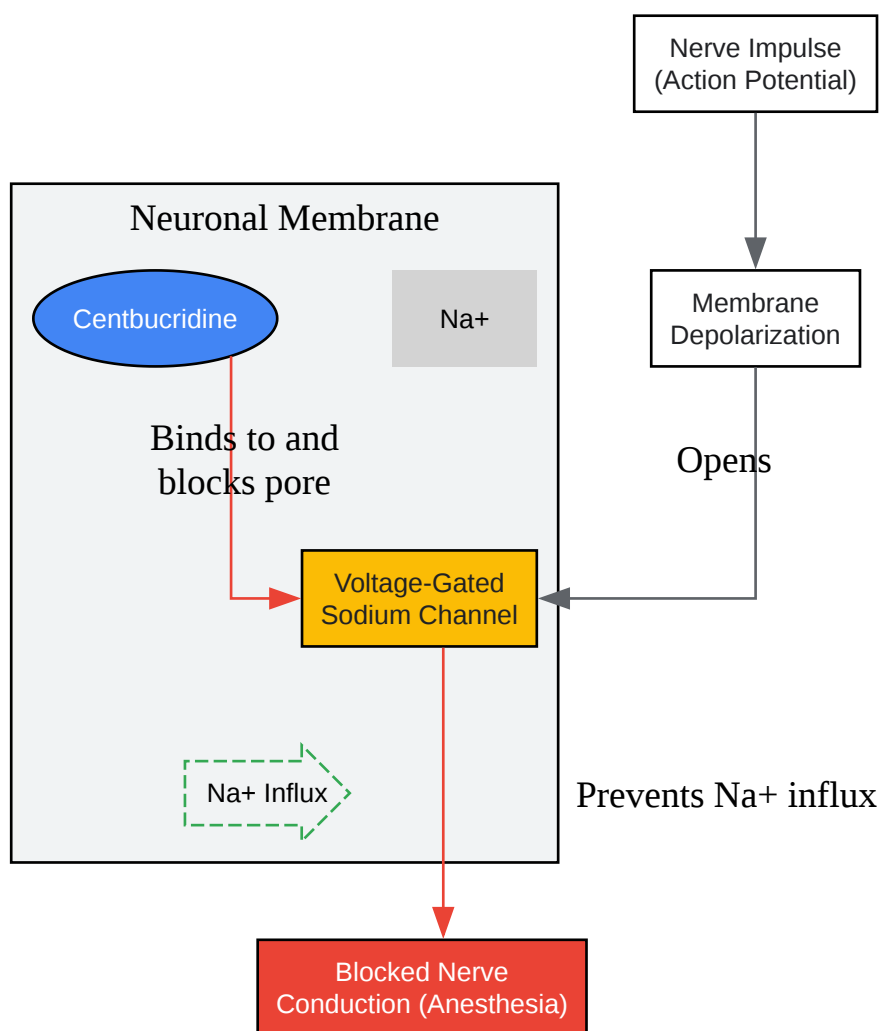 Nerve Impulse
(Action Potential)
Neuronal Membrane
Centbucridine
Na+
Membrane
Depolarization
Binds to and
blocks pore
Opens
Voltage-Gated
Sodium Channel
Na+ Influx
Prevents Na+ influx
Blocked Nerve
Conduction (Anesthesia)